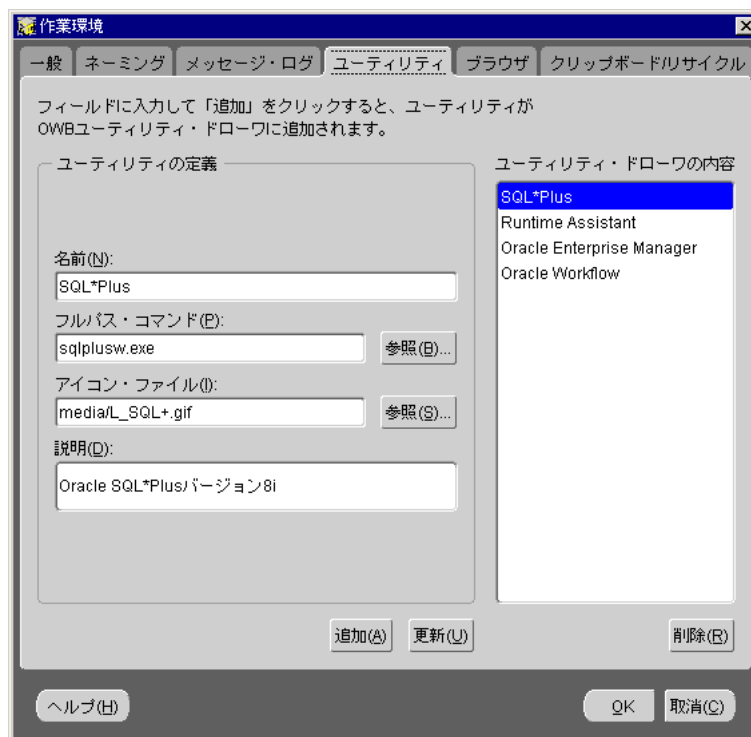 作業環境
一般 ネーミング メッセージ・ログ ユーティリティ ブラウザ クリップボード/リサイクル
フィールドに入力して「追加」をクリックすると、ユーティリティが
OWBユーティリティ・ドローワに追加されます。
ユーティリティの定義
名前(N):
SQL*Plus
フルパス・コマンド(P):
sqlplusw.exe
参照(B)...
アイコン・ファイル(I):
media/L_SQL+.gif
参照(S)...
説明(D):
Oracle SQL*Plusバージョン8i
追加(A) 更新(U)
ユーティリティ・ドローワの内容
SQL*Plus
Runtime Assistant
Oracle Enterprise Manager
Oracle Workflow
削除(R)
ヘルプ(H)
OK 取消(C)